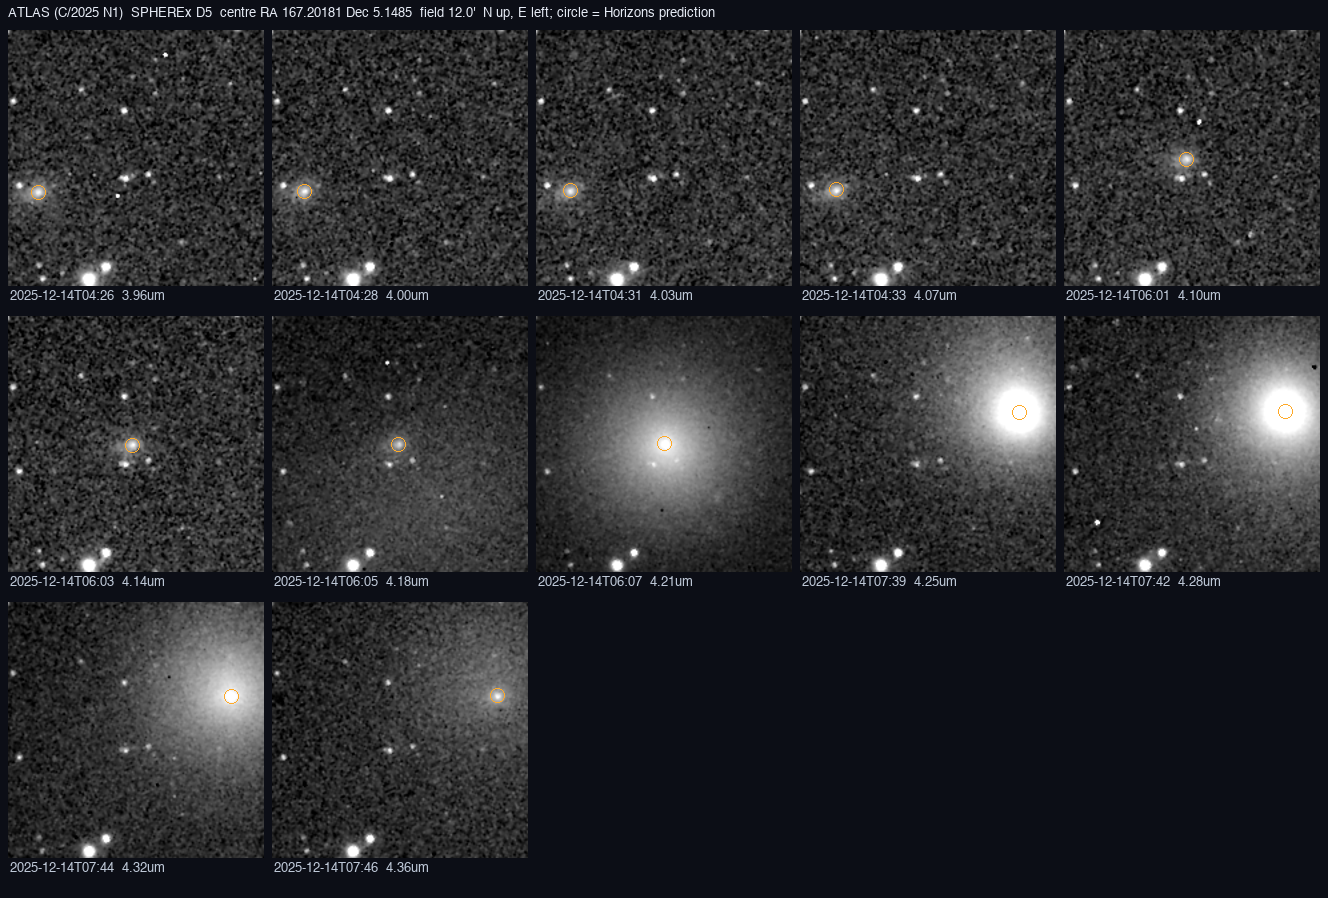 ATLAS (C/2025 N1)  SPHEREx D5  centre RA 167.20181 Dec 5.1485  field 12.0'  N up, E left; circle = Horizons prediction
2025-12-14T04:26  3.96um
2025-12-14T04:28  4.00um
2025-12-14T04:31  4.03um
2025-12-14T04:33  4.07um
2025-12-14T06:01  4.10um
2025-12-14T06:03  4.14um
2025-12-14T06:05  4.18um
2025-12-14T06:07  4.21um
2025-12-14T07:39  4.25um
2025-12-14T07:42  4.28um
2025-12-14T07:44  4.32um
2025-12-14T07:46  4.36um